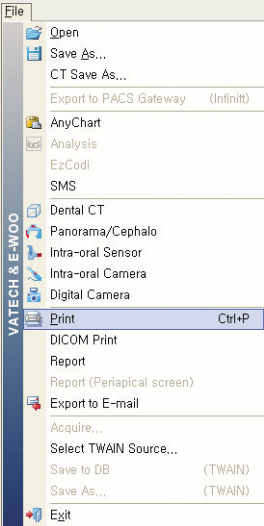 File
Open
Save As...
CT Save As...
Export to PACS Gateway (Infinitt)
AnyChart
Analysis
EzCodi
SMS
Dental CT
Panorama/Cephalo
Intra-oral Sensor
Intra-oral Camera
Digital Camera
Print Ctrl+P
DICOM Print
Report
Report (Periapical screen)
Export to E-mail
Acquire...
Select TWAIN Source...
Save to DB (TWAIN)
Save As... (TWAIN)
Exit
VATECH & E-WOO